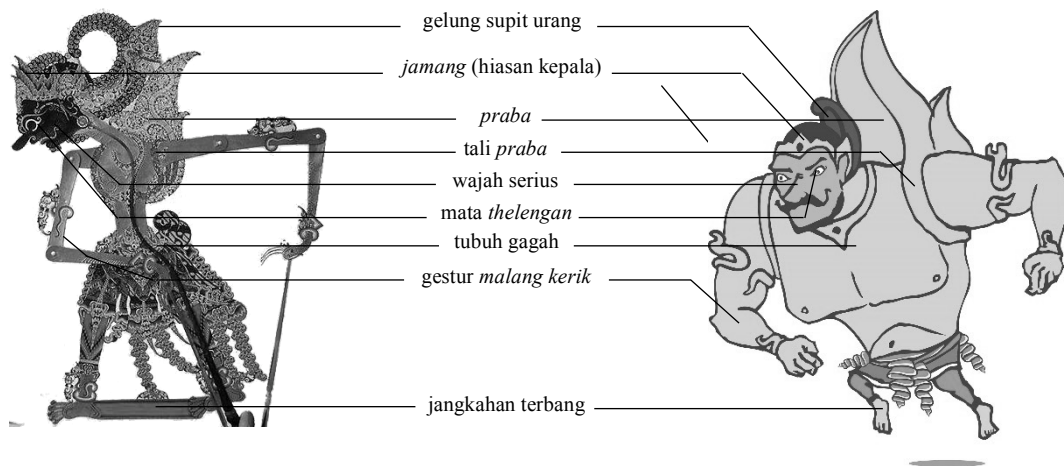 gelung supit urang
jamang (hiasan kepala)
praba
tali praba
wajah serius
mata thelengan
tubuh gagah
gestur malang kerik
jangkahan terbang